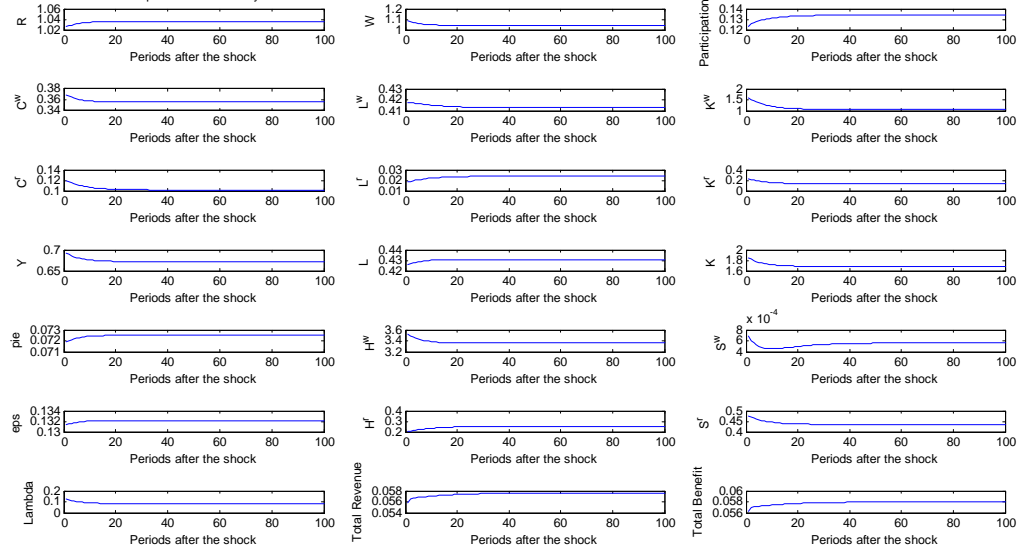 R
1.06
1.04
1.02
0 20 40 60 80 100
Periods after the shock
W
1.2
1.1
1
0 20 40 60 80 100
Periods after the shock
Participation
0.14
0.13
0.12
0 20 40 60 80 100
Periods after the shock
C^w
0.38
0.36
0.34
0 20 40 60 80 100
Periods after the shock
L^w
0.43
0.42
0.41
0 20 40 60 80 100
Periods after the shock
K^w
2
1.5
1
0 20 40 60 80 100
Periods after the shock
C^r
0.14
0.12
0.1
0 20 40 60 80 100
Periods after the shock
L^r
0.03
0.02
0.01
0 20 40 60 80 100
Periods after the shock
K^r
0.4
0.2
0
0 20 40 60 80 100
Periods after the shock
Y
0.7
0.65
0 20 40 60 80 100
Periods after the shock
L
0.44
0.43
0.42
0 20 40 60 80 100
Periods after the shock
K
2
1.8
1.6
0 20 40 60 80 100
Periods after the shock
pie
0.073
0.072
0.071
0 20 40 60 80 100
Periods after the shock
H^w
3.6
3.4
3.2
0 20 40 60 80 100
Periods after the shock
x 10^-4
S^w
8
6
4
0 20 40 60 80 100
Periods after the shock
eps
0.134
0.132
0.13
0 20 40 60 80 100
Periods after the shock
H^r
0.4
0.3
0.2
0 20 40 60 80 100
Periods after the shock
S^r
0.5
0.45
0.4
0 20 40 60 80 100
Periods after the shock
Lambda
0.2
0.1
0
0 20 40 60 80 100
Periods after the shock
Total Revenue
0.058
0.056
0.054
0 20 40 60 80 100
Periods after the shock
Total Benefit
0.06
0.058
0.056
0 20 40 60 80 100
Periods after the shock